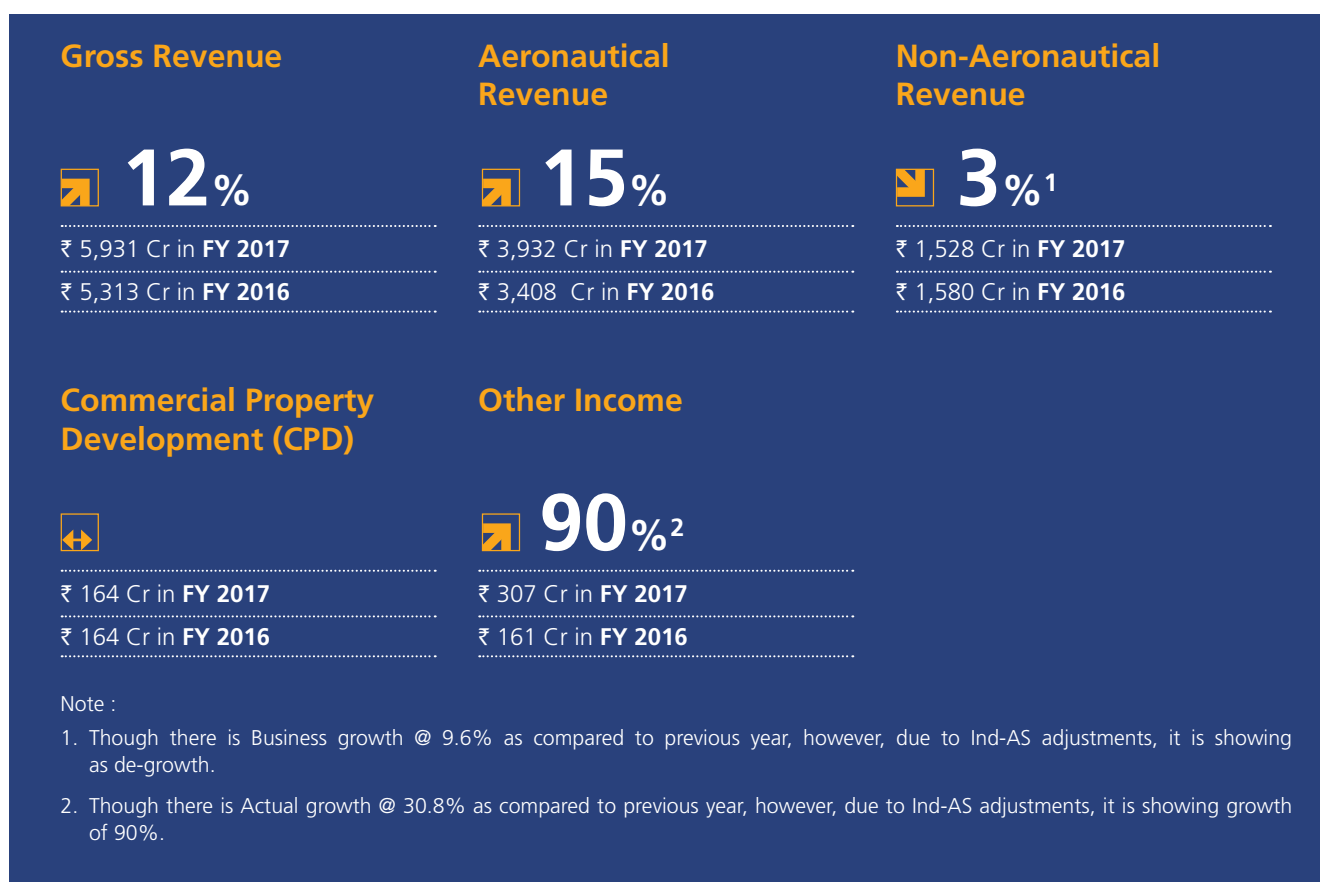 Gross Revenue
12%
₹ 5,931 Cr in FY 2017
₹ 5,313 Cr in FY 2016
Aeronautical
Revenue
15%
₹ 3,932 Cr in FY 2017
₹ 3,408 Cr in FY 2016
Non-Aeronautical
Revenue
3%¹
₹ 1,528 Cr in FY 2017
₹ 1,580 Cr in FY 2016
Commercial Property
Development (CPD)
₹ 164 Cr in FY 2017
₹ 164 Cr in FY 2016
Other Income
90%²
₹ 307 Cr in FY 2017
₹ 161 Cr in FY 2016
Note :
1. Though there is Business growth @ 9.6% as compared to previous year, however, due to Ind-AS adjustments, it is showing
as de-growth.
2. Though there is Actual growth @ 30.8% as compared to previous year, however, due to Ind-AS adjustments, it is showing growth
of 90%.